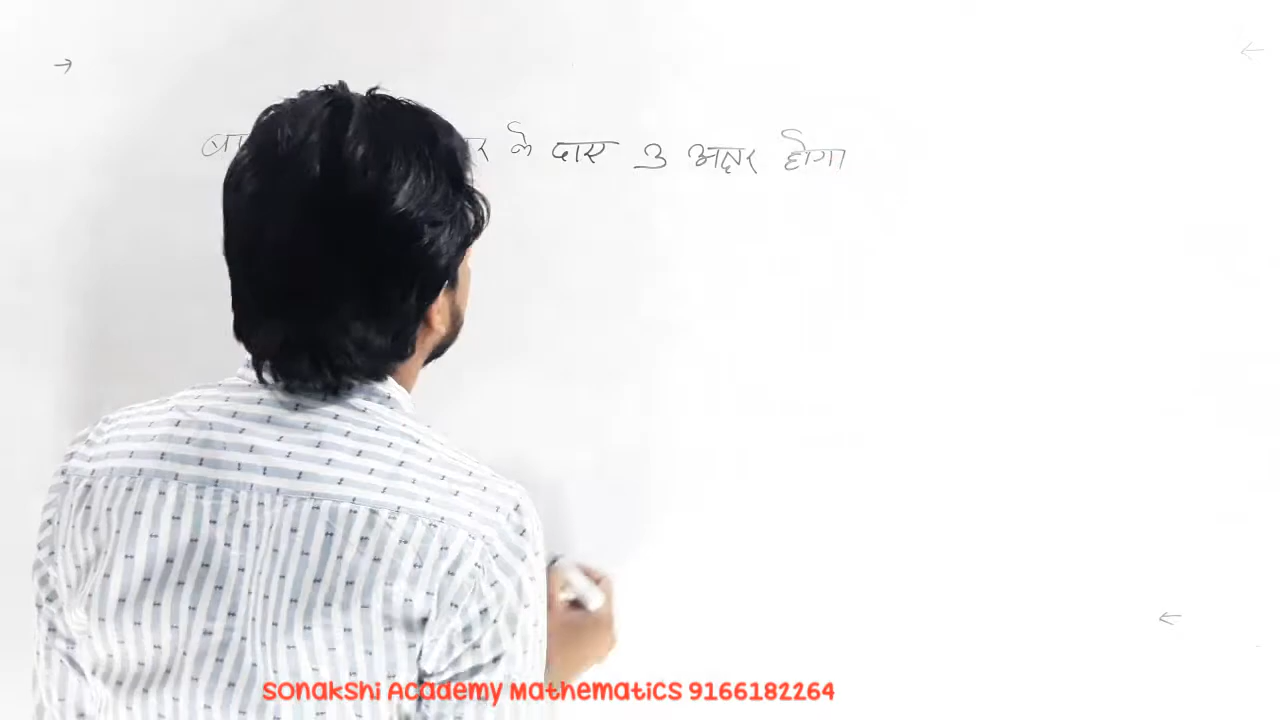 के दारा 3 अक्षर होगा
Sonakshi Academy Mathematics 9166182264